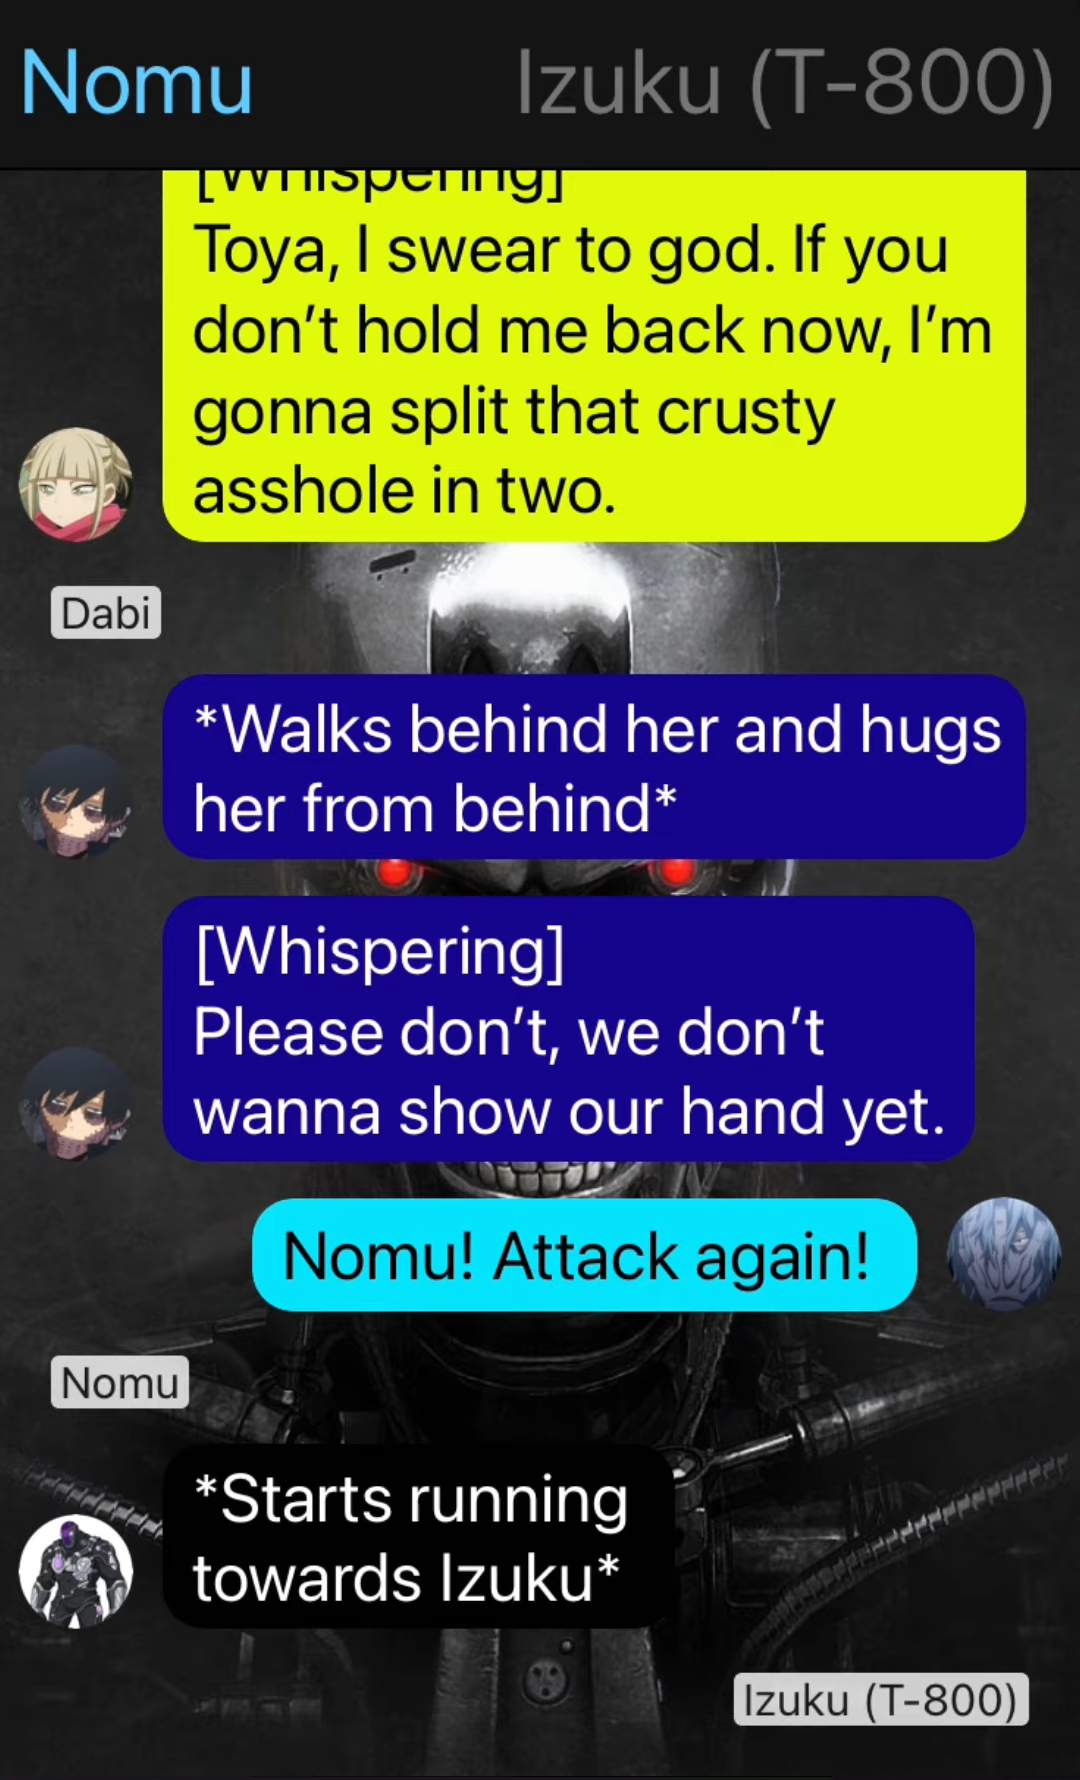 Nomu
Izuku (T-800)
[Whispering]
Toya, I swear to god. If you
don’t hold me back now, I’m
gonna split that crusty
asshole in two.
Dabi
*Walks behind her and hugs
her from behind*
[Whispering]
Please don’t, we don’t
wanna show our hand yet.
Nomu! Attack again!
Nomu
*Starts running
towards Izuku*
Izuku (T-800)